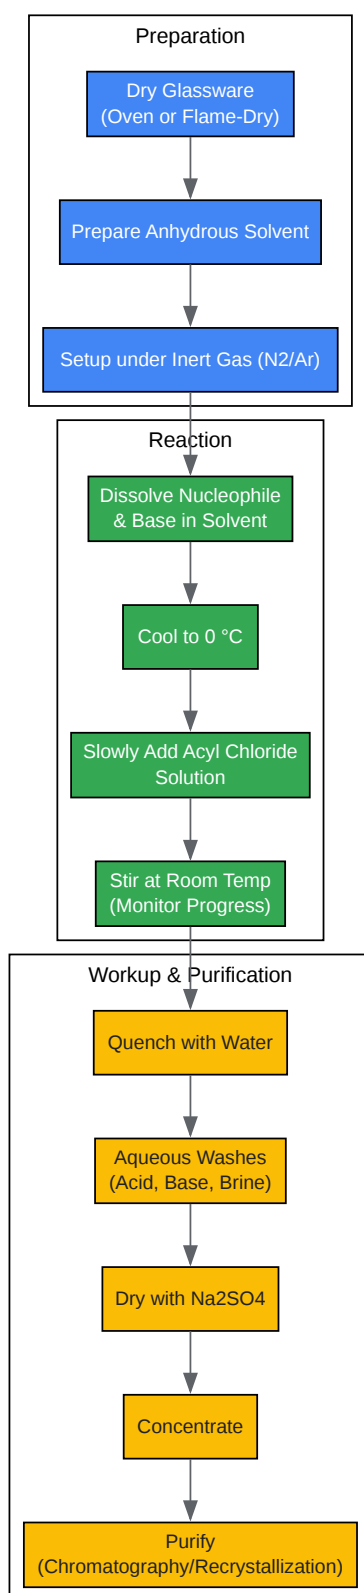 Preparation
Dry Glassware
(Oven or Flame-Dry)
Prepare Anhydrous Solvent
Setup under Inert Gas (N2/Ar)
Reaction
Dissolve Nucleophile
& Base in Solvent
Cool to 0 °C
Slowly Add Acyl Chloride
Solution
Stir at Room Temp
(Monitor Progress)
Workup & Purification
Quench with Water
Aqueous Washes
(Acid, Base, Brine)
Dry with Na2SO4
Concentrate
Purify
(Chromatography/Recrystallization)